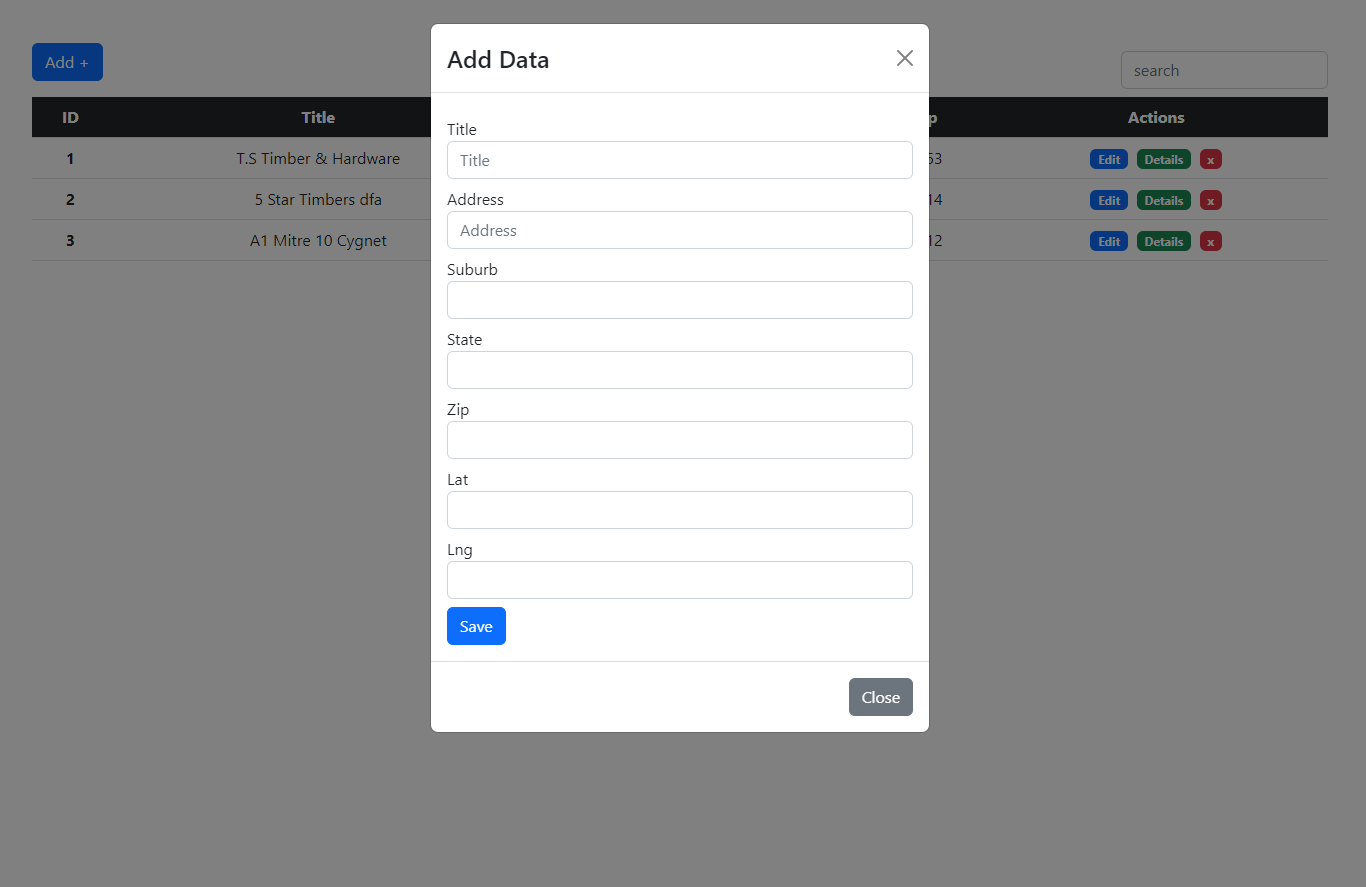 Add Data
Add +
search
ID Title p Actions
1 T.S Timber & Hardware 53 Edit Details x
2 5 Star Timbers dfa 14 Edit Details x
3 A1 Mitre 10 Cygnet 12 Edit Details x
Title
Title
Address
Address
Suburb
State
Zip
Lat
Lng
Save
Close